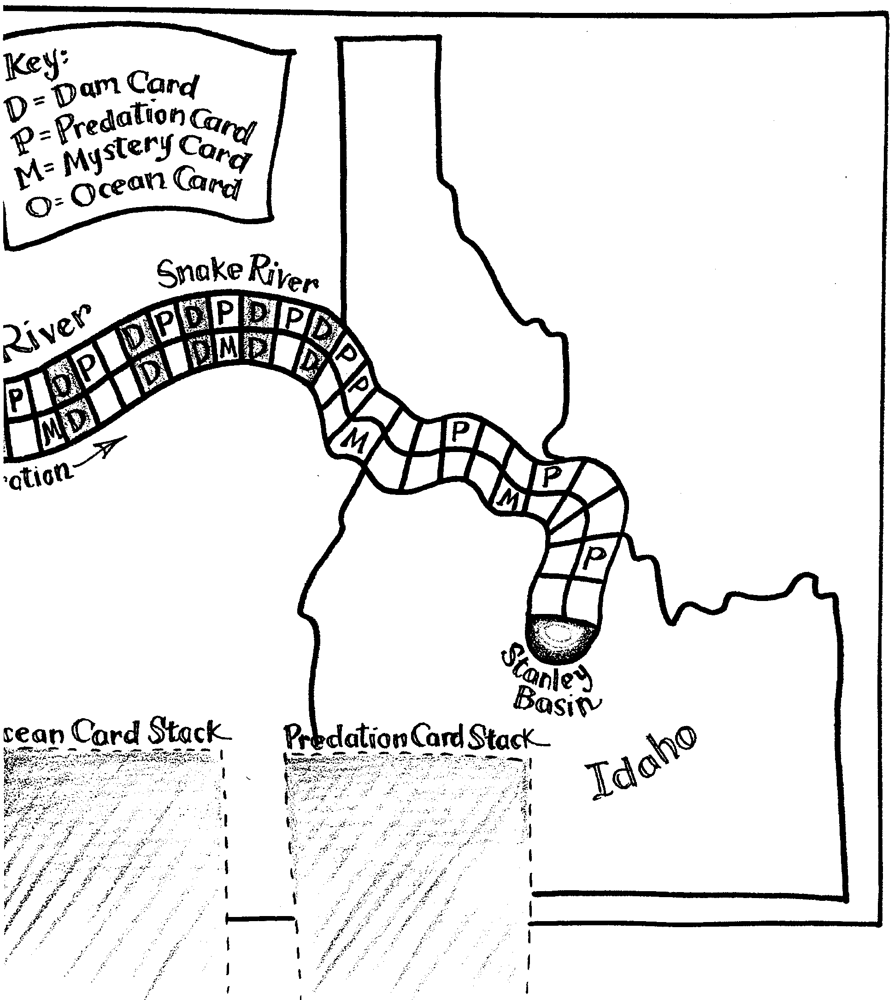 Key:
D = Dam Card
P = Predation Card
M = Mystery Card
O = Ocean Card
Snake River
River
P D P D P D P D P D P P
M D D D M D D
M P P M P
Stanley
Basin
cean Card Stack
Predation Card Stack
Idaho